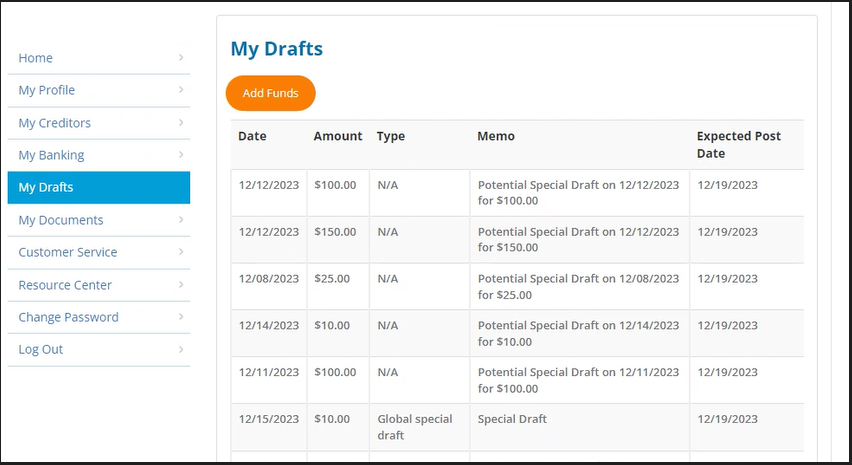 My Drafts
Home
My Profile
My Creditors
My Banking
My Drafts
My Documents
Customer Service
Resource Center
Change Password
Log Out
Add Funds
Date Amount Type Memo Expected Post
Date
12/12/2023 $100.00 N/A Potential Special Draft on 12/12/2023 12/19/2023
for $100.00
12/12/2023 $150.00 N/A Potential Special Draft on 12/12/2023 12/19/2023
for $150.00
12/08/2023 $25.00 N/A Potential Special Draft on 12/08/2023 12/19/2023
for $25.00
12/14/2023 $10.00 N/A Potential Special Draft on 12/14/2023 12/19/2023
for $10.00
12/11/2023 $100.00 N/A Potential Special Draft on 12/11/2023 12/19/2023
for $100.00
12/15/2023 $10.00 Global special Special Draft 12/19/2023
draft